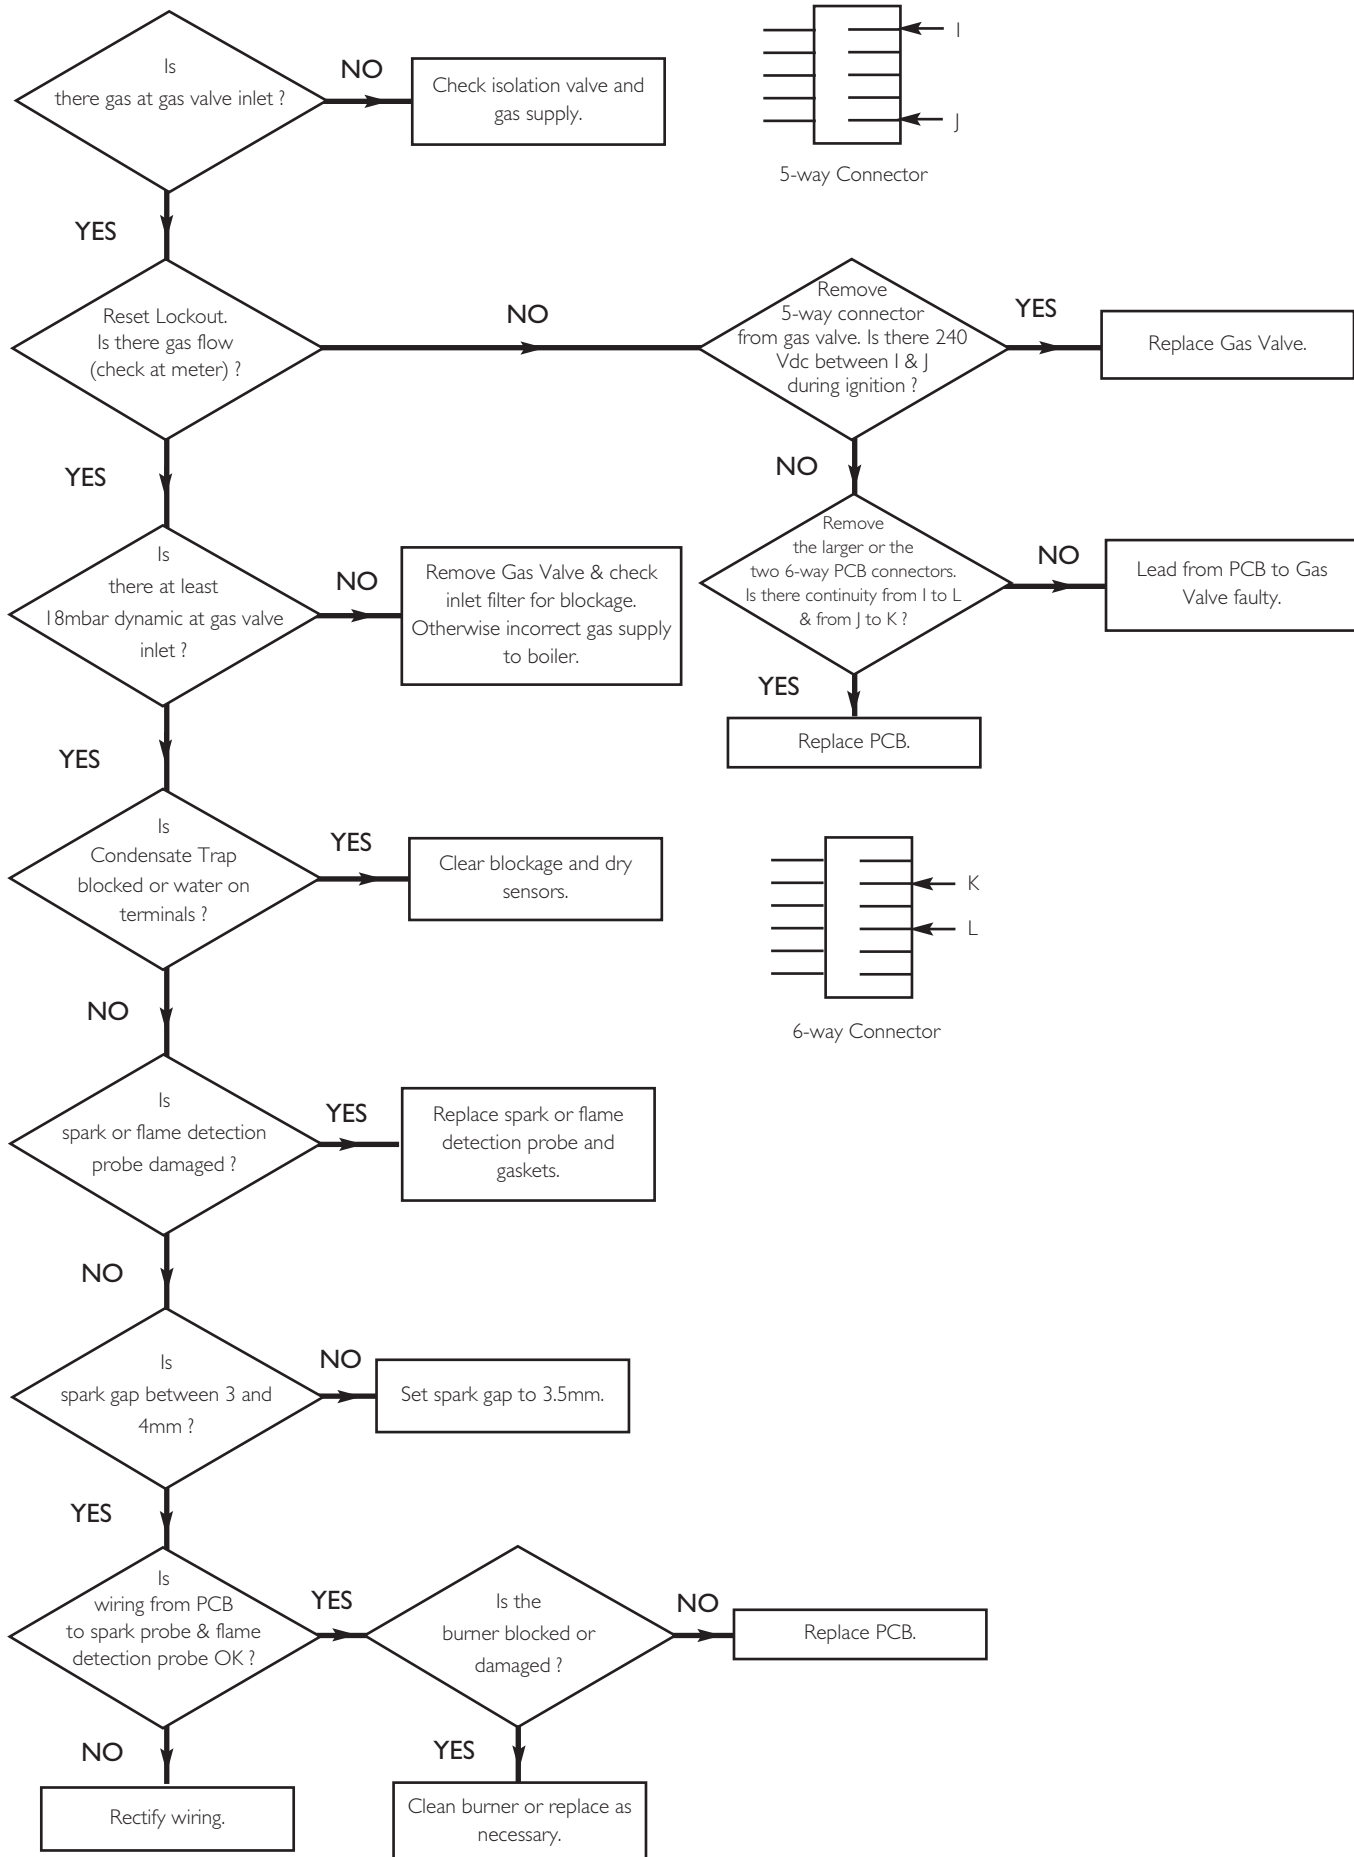 Is
there gas at gas valve inlet ?
NO
Check isolation valve and
gas supply.
I
J
5-way Connector
YES
Reset Lockout.
Is there gas flow
(check at meter) ?
NO
Remove
5-way connector
from gas valve. Is there 240
Vdc between I & J
during ignition ?
YES
Replace Gas Valve.
YES
NO
Is
there at least
18mbar dynamic at gas valve
inlet ?
NO
Remove Gas Valve & check
inlet filter for blockage.
Otherwise incorrect gas supply
to boiler.
Remove
the larger or the
two 6-way PCB connectors.
Is there continuity from I to L
& from J to K ?
NO
Lead from PCB to Gas
Valve faulty.
YES
Replace PCB.
YES
Is
Condensate Trap
blocked or water on
terminals ?
YES
Clear blockage and dry
sensors.
K
L
6-way Connector
NO
Is
spark or flame detection
probe damaged ?
YES
Replace spark or flame
detection probe and
gaskets.
NO
Is
spark gap between 3 and
4mm ?
NO
Set spark gap to 3.5mm.
YES
Is
wiring from PCB
to spark probe & flame
detection probe OK ?
YES
Is the
burner blocked or
damaged ?
NO
Replace PCB.
NO
Rectify wiring.
YES
Clean burner or replace as
necessary.